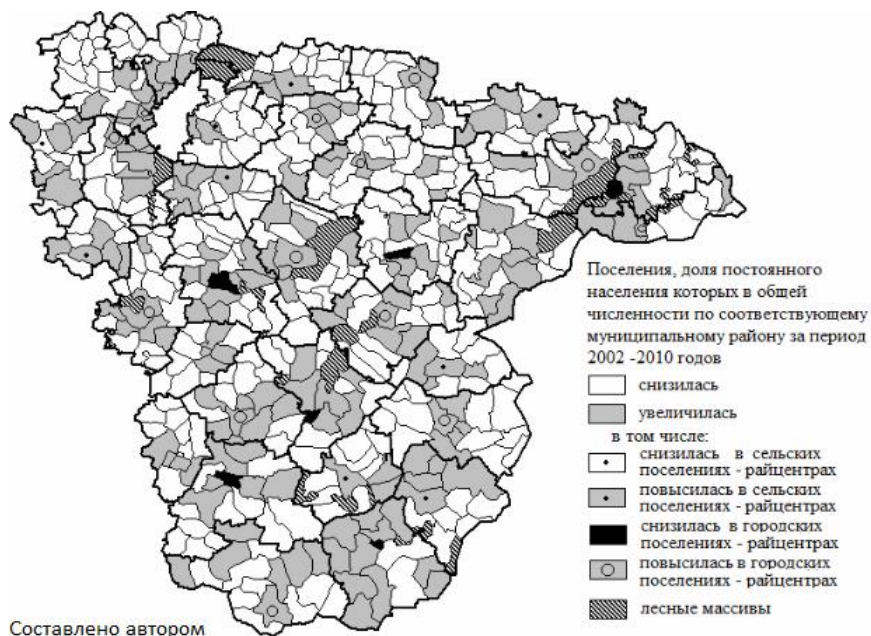 Поселения, доля постоянного
населения которых в общей
численности по соответствующему
муниципальному району за период
2002 -2010 годов
снизилась
увеличилась
в том числе:
снизилась в сельских
поселениях - райцентрах
повысилась в сельских
поселениях - райцентрах
снизилась в городских
поселениях - райцентрах
повысилась в городских
поселениях - райцентрах
лесные массивы
Составлено автором